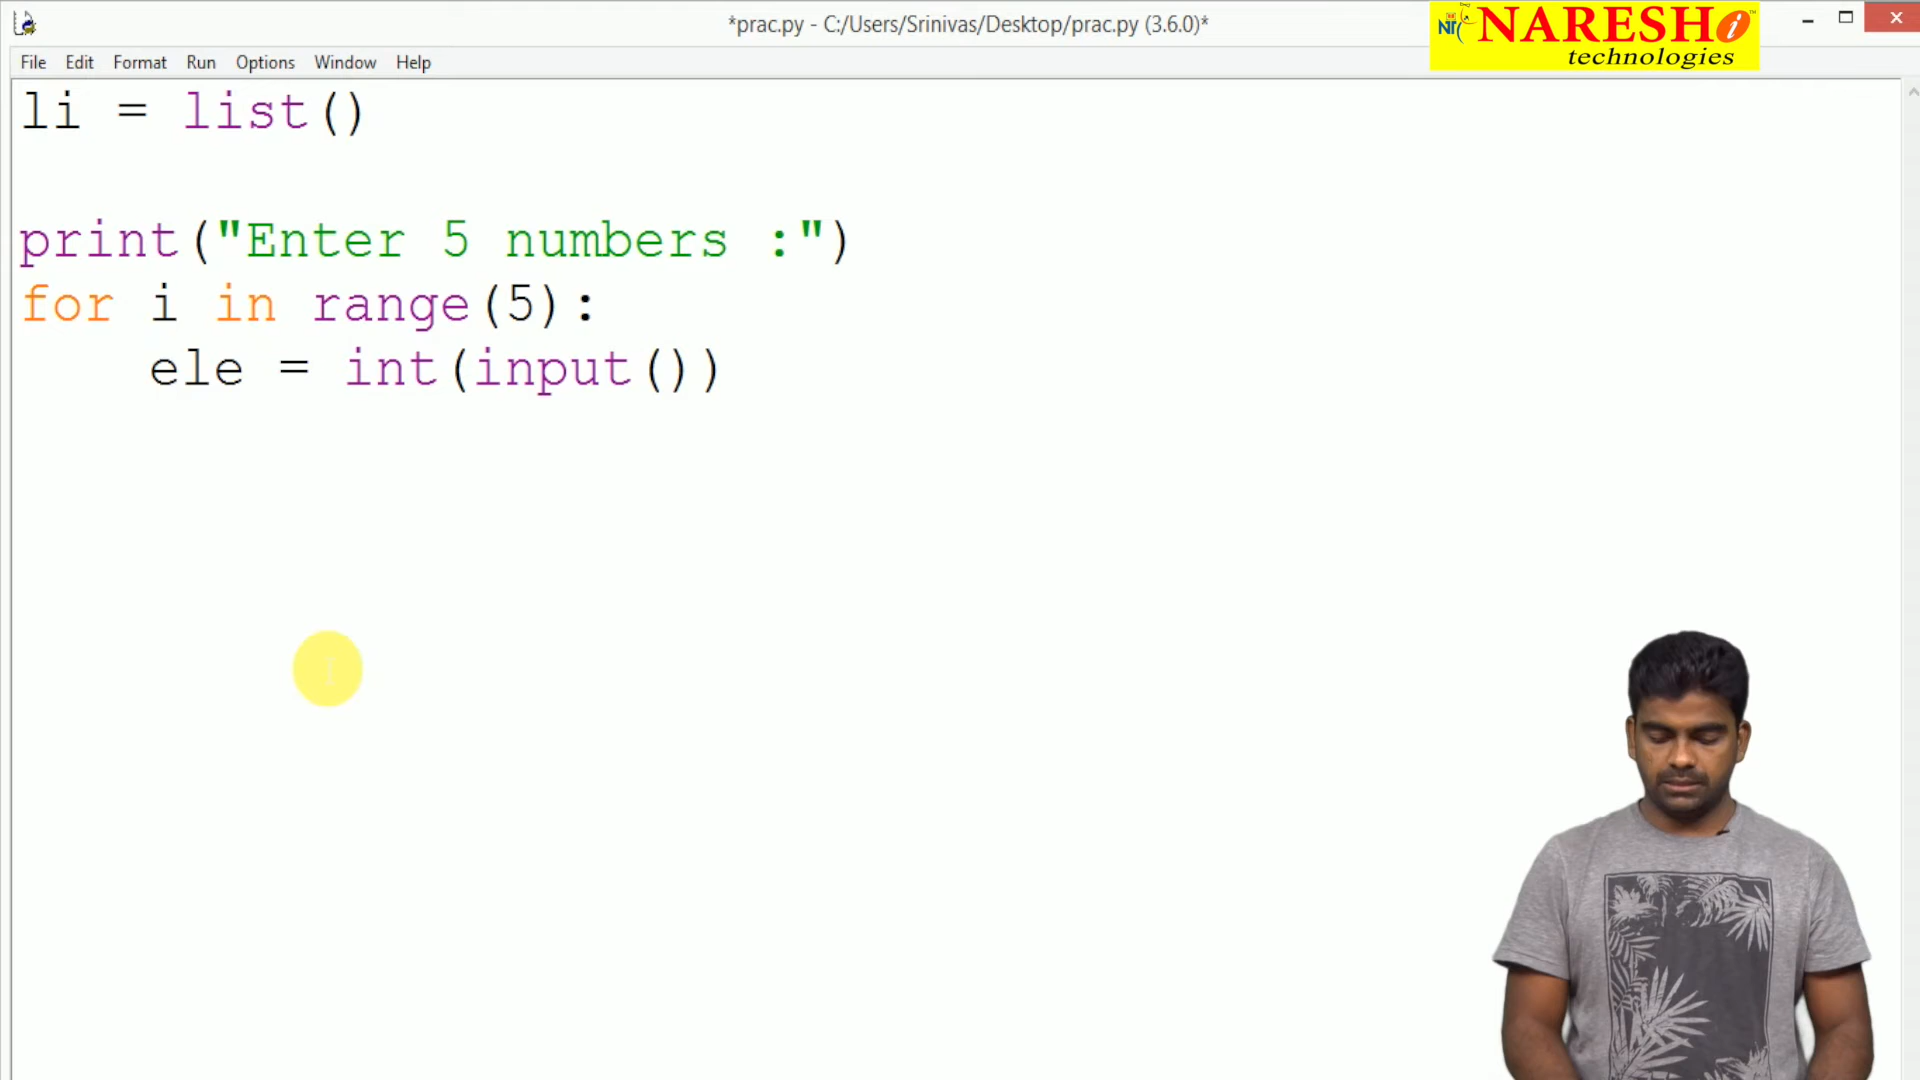 *prac.py - C:/Users/Srinivas/Desktop/prac.py (3.6.0)*
NARESH i
technologies
File Edit Format Run Options Window Help
li = list()
print("Enter 5 numbers :")
for i in range(5):
    ele = int(input())